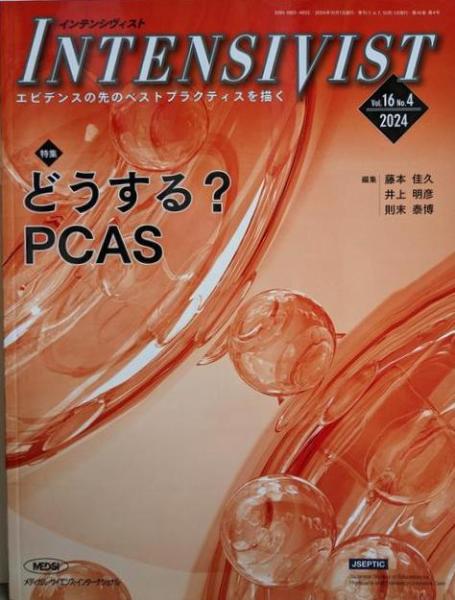 インテンシヴィスト
INTENSIVIST
エビデンスの先のベストプラクティスを描く
Vol.16 No.4
2024
特集
どうする?
PCAS
編集 藤本 佳久
井上 明彦
則末 泰博
MEDSI
メディカル・サイエンス・インターナショナル
JSEPTIC